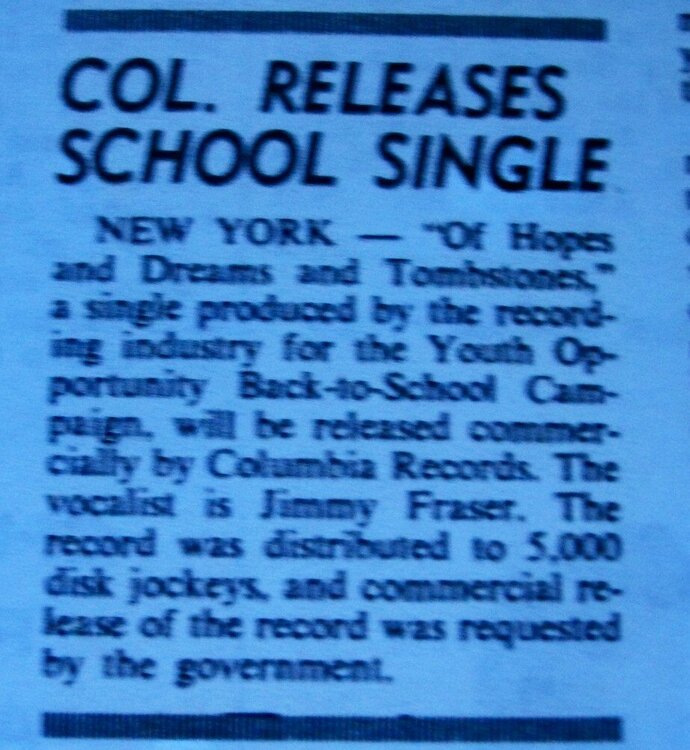 COL. RELEASES
SCHOOL SINGLE
NEW YORK — "Of Hopes
and Dreams and Tombstones,"
a single produced by the record-
ing industry for the Youth Op-
portunity Back-to-School Cam-
paign, will be released commer-
cially by Columbia Records. The
vocalist is Jimmy Fraser. The
record was distributed to 5,000
disk jockeys, and commercial re-
lease of the record was requested
by the government.